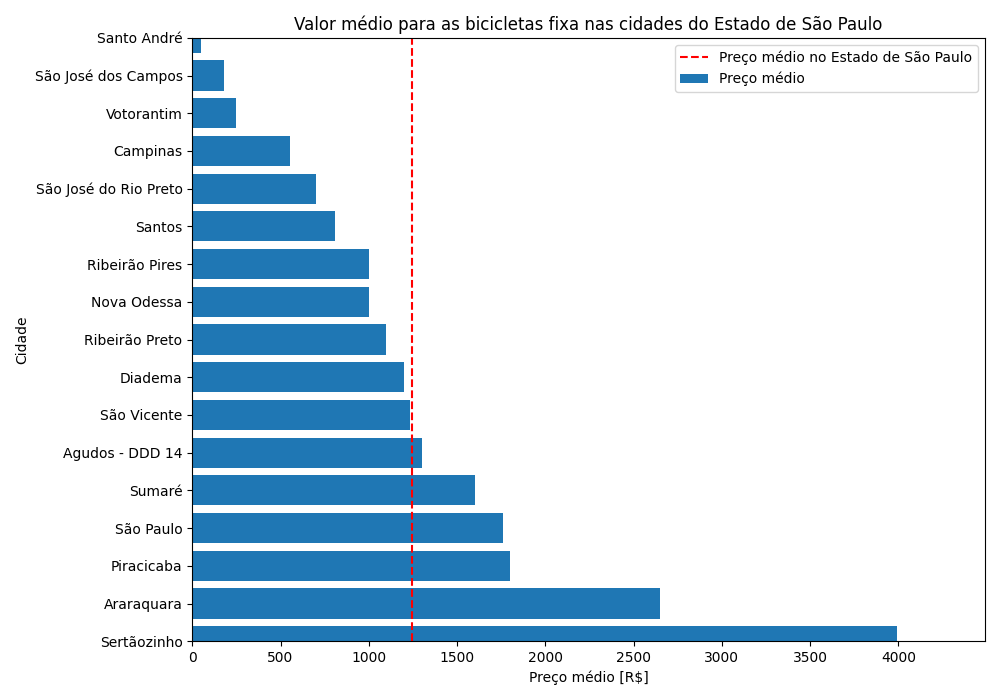 Valor médio para as bicicletas fixa nas cidades do Estado de São Paulo
Preço médio no Estado de São Paulo
Preço médio
Cidade
Santo André
São José dos Campos
Votorantim
Campinas
São José do Rio Preto
Santos
Ribeirão Pires
Nova Odessa
Ribeirão Preto
Diadema
São Vicente
Agudos - DDD 14
Sumaré
São Paulo
Piracicaba
Araraquara
Sertãozinho
0 500 1000 1500 2000 2500 3000 3500 4000
Preço médio [R$]